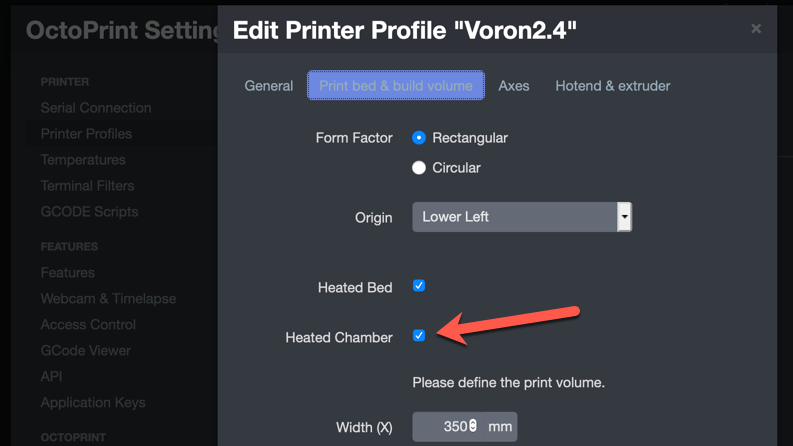 OctoPrint Setting
Edit Printer Profile "Voron2.4"
×
PRINTER
Serial Connection
Printer Profiles
Temperatures
Terminal Filters
GCODE Scripts
FEATURES
Features
Webcam & Timelapse
Access Control
GCode Viewer
API
Application Keys
OCTOPRINT
General
Print bed & build volume
Axes
Hotend & extruder
Form Factor
Rectangular
Circular
Origin
Lower Left
Heated Bed
Heated Chamber
Please define the print volume.
Width (X)
350
mm